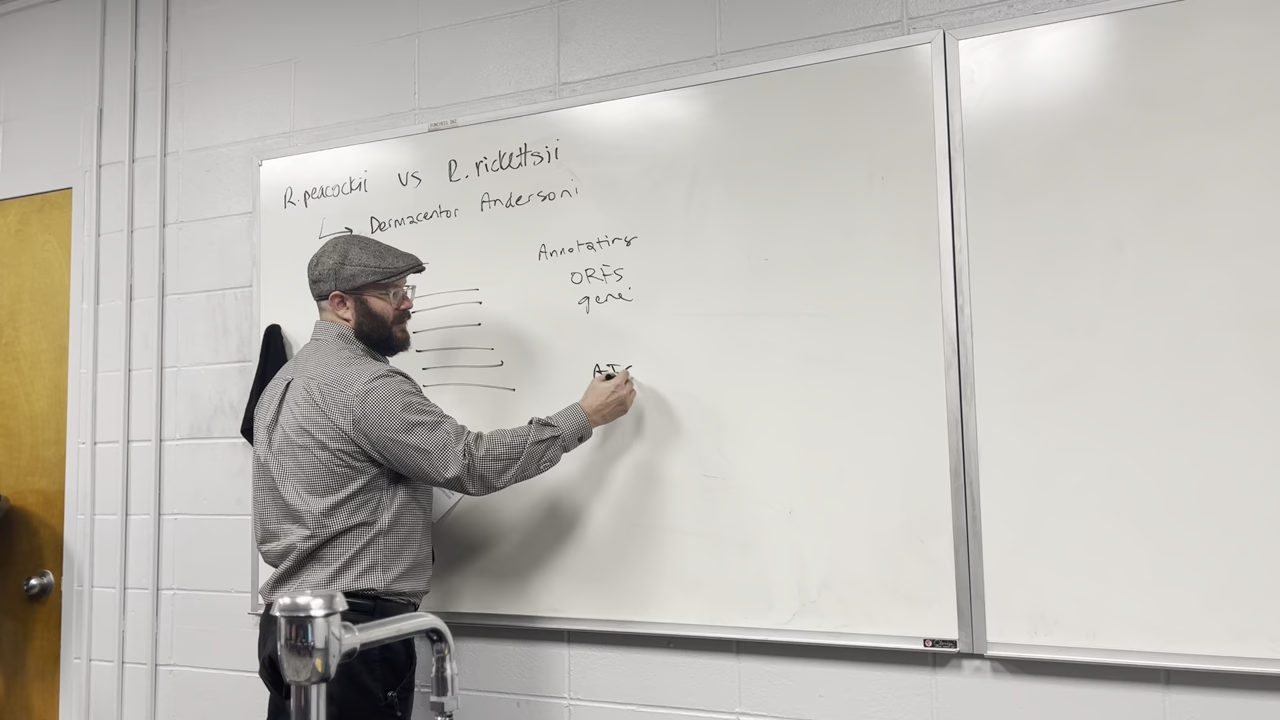 R.peacockii vs R.rickettsii
Dermacentor Andersoni
Annotating
ORFs
gene